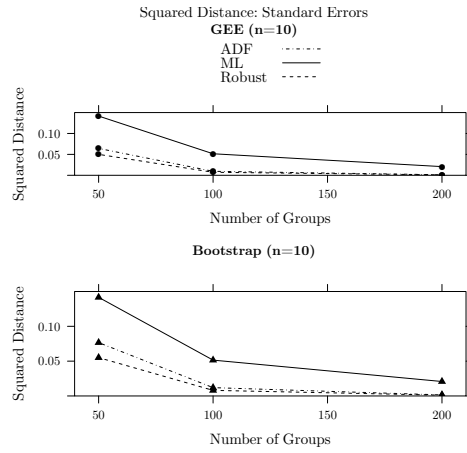 Squared Distance: Standard Errors
GEE (n=10)
ADF
ML
Robust
Squared Distance
0.10
0.05
50
100
150
200
Number of Groups
Bootstrap (n=10)
Squared Distance
0.10
0.05
50
100
150
200
Number of Groups